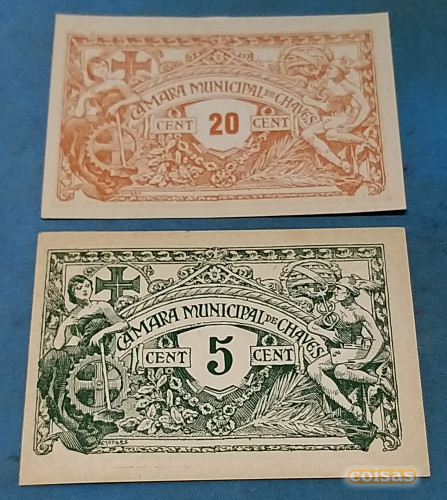 CAMARA MUNICIPAL DE CHAVES
CENT 20 CENT
CAMARA MUNICIPAL DE CHAVES
CENT 5 CENT
coisas